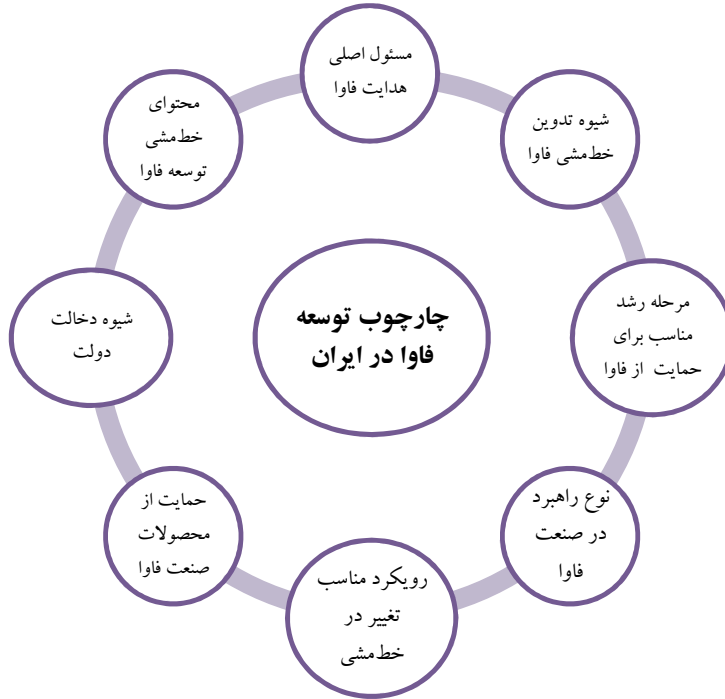 مسئول اصلی
هدایت فاوا
شیوه تدوین
خط‌مشی فاوا
مرحله رشد
مناسب برای
حمایت از فاوا
نوع راهبرد
در صنعت
فاوا
رویکرد مناسب
تغییر در
خط‌مشی
حمایت از
محصولات
صنعت فاوا
شیوه دخالت
دولت
محتوای
خط‌مشی
توسعه فاوا
چارچوب توسعه
فاوا در ایران